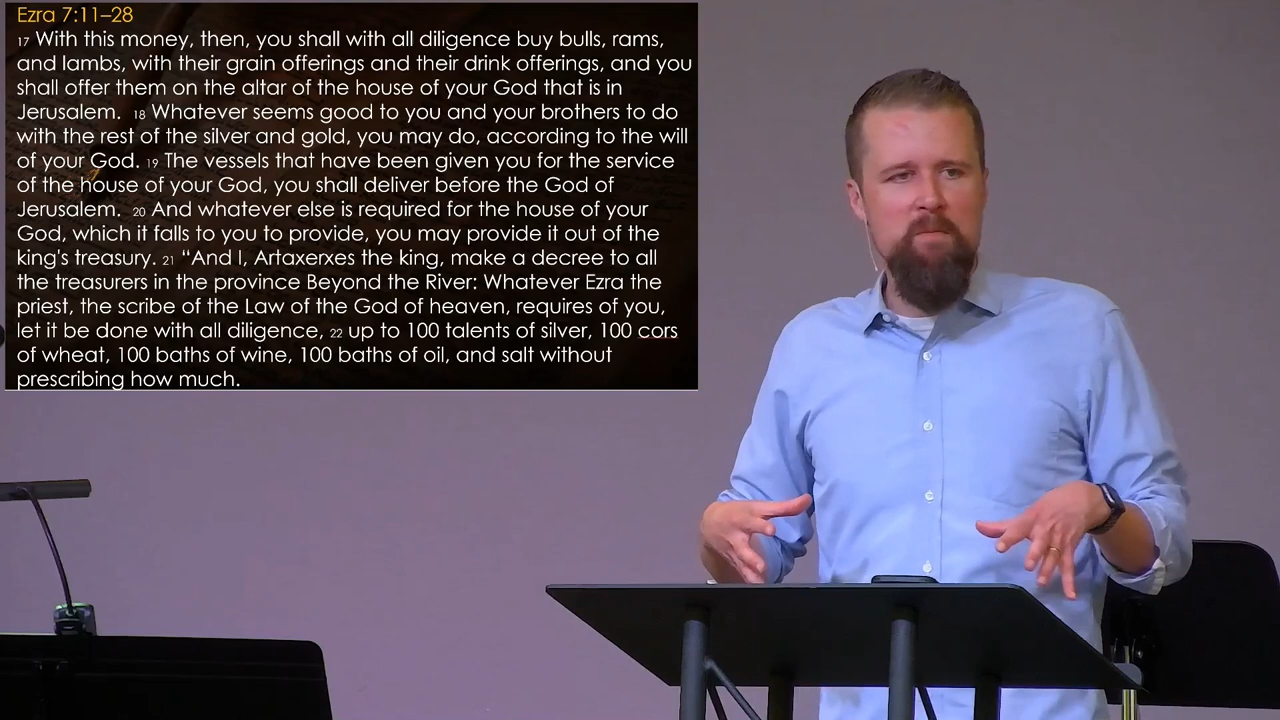 Ezra 7:11–28
17 With this money, then, you shall with all diligence buy bulls, rams,
and lambs, with their grain offerings and their drink offerings, and you
shall offer them on the altar of the house of your God that is in
Jerusalem. 18 Whatever seems good to you and your brothers to do
with the rest of the silver and gold, you may do, according to the will
of your God. 19 The vessels that have been given you for the service
of the house of your God, you shall deliver before the God of
Jerusalem. 20 And whatever else is required for the house of your
God, which it falls to you to provide, you may provide it out of the
king's treasury. 21 “And I, Artaxerxes the king, make a decree to all
the treasurers in the province Beyond the River: Whatever Ezra the
priest, the scribe of the Law of the God of heaven, requires of you,
let it be done with all diligence, 22 up to 100 talents of silver, 100 cors
of wheat, 100 baths of wine, 100 baths of oil, and salt without
prescribing how much.